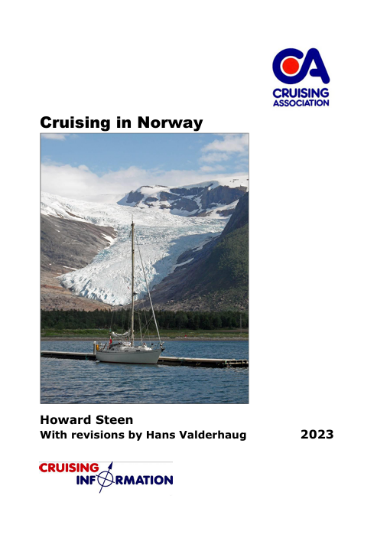 CA
CRUISING
ASSOCIATION
Cruising in Norway
Howard Steen
With revisions by Hans Valderhaug 2023
CRUISING
INFORMATION